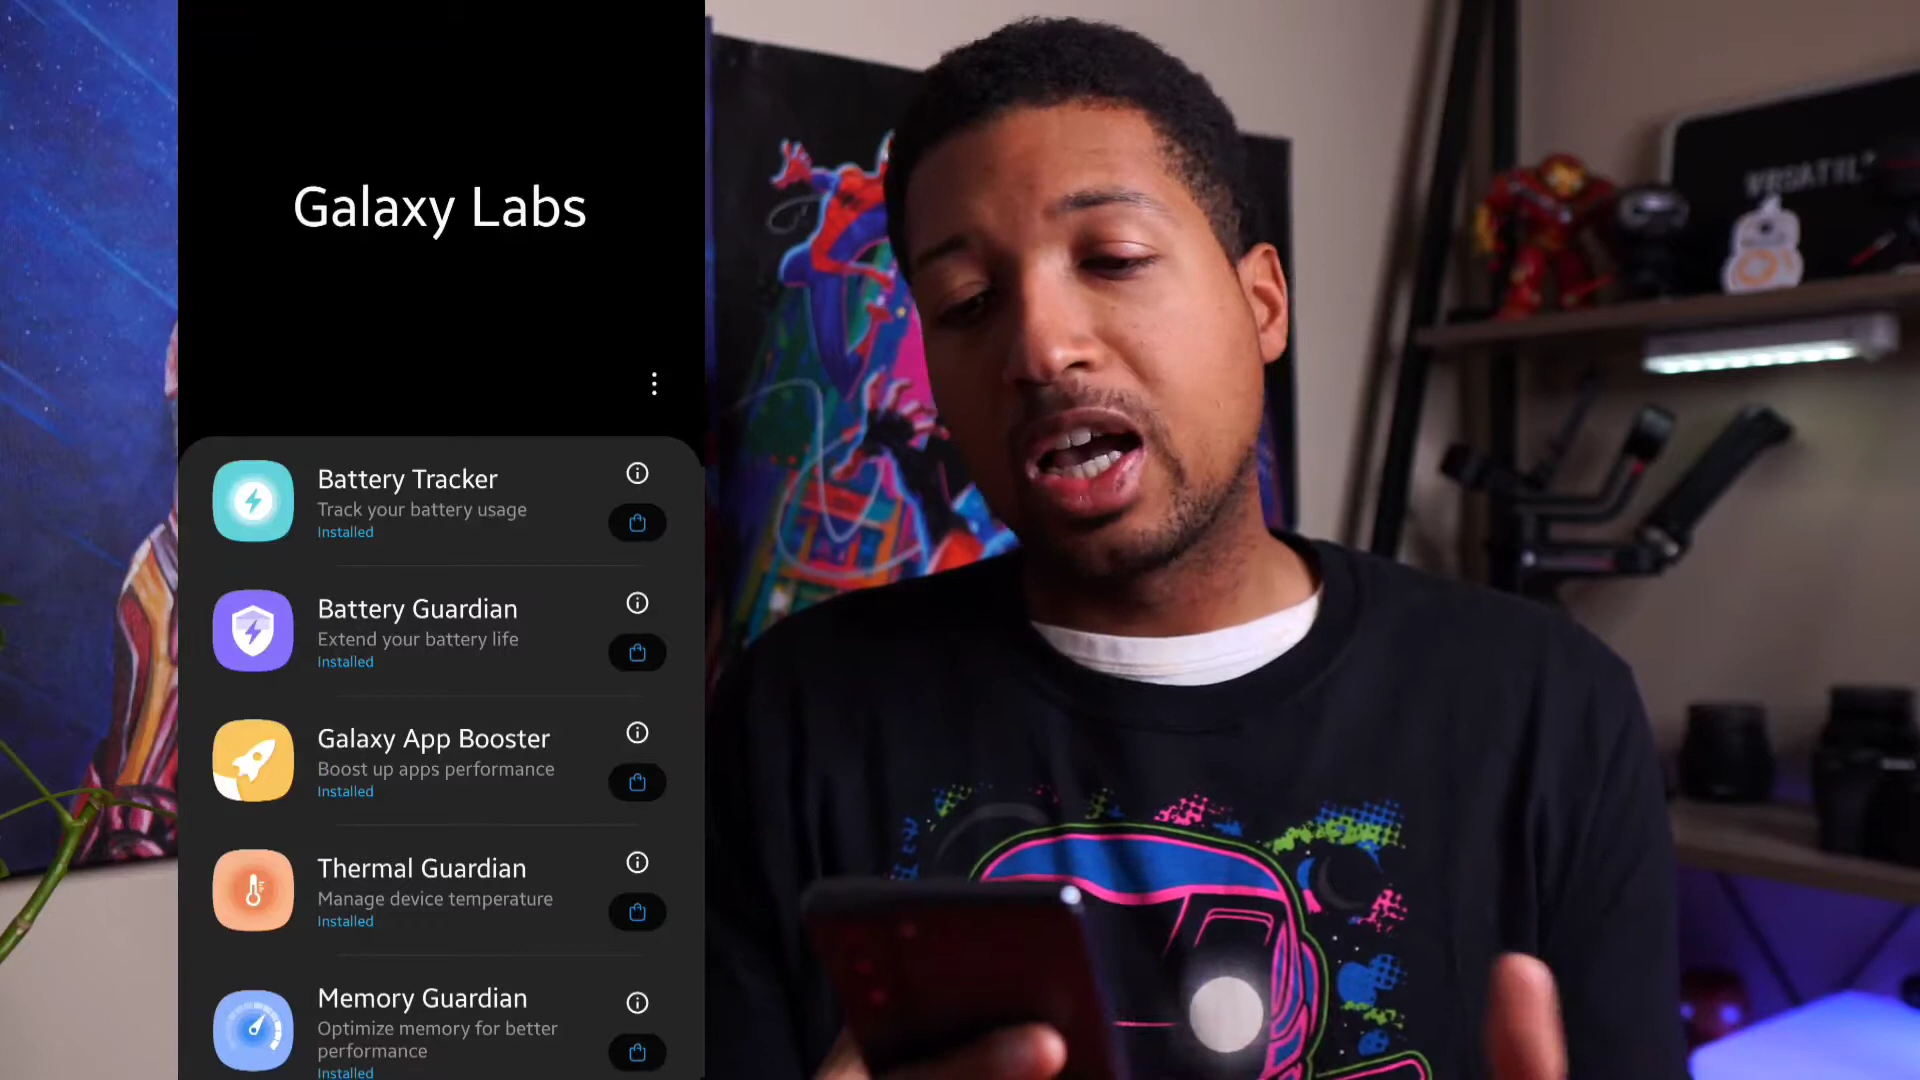 Galaxy Labs
Battery Tracker
Track your battery usage
Installed
Battery Guardian
Extend your battery life
Installed
Galaxy App Booster
Boost up apps performance
Installed
Thermal Guardian
Manage device temperature
Installed
Memory Guardian
Optimize memory for better
performance
Installed